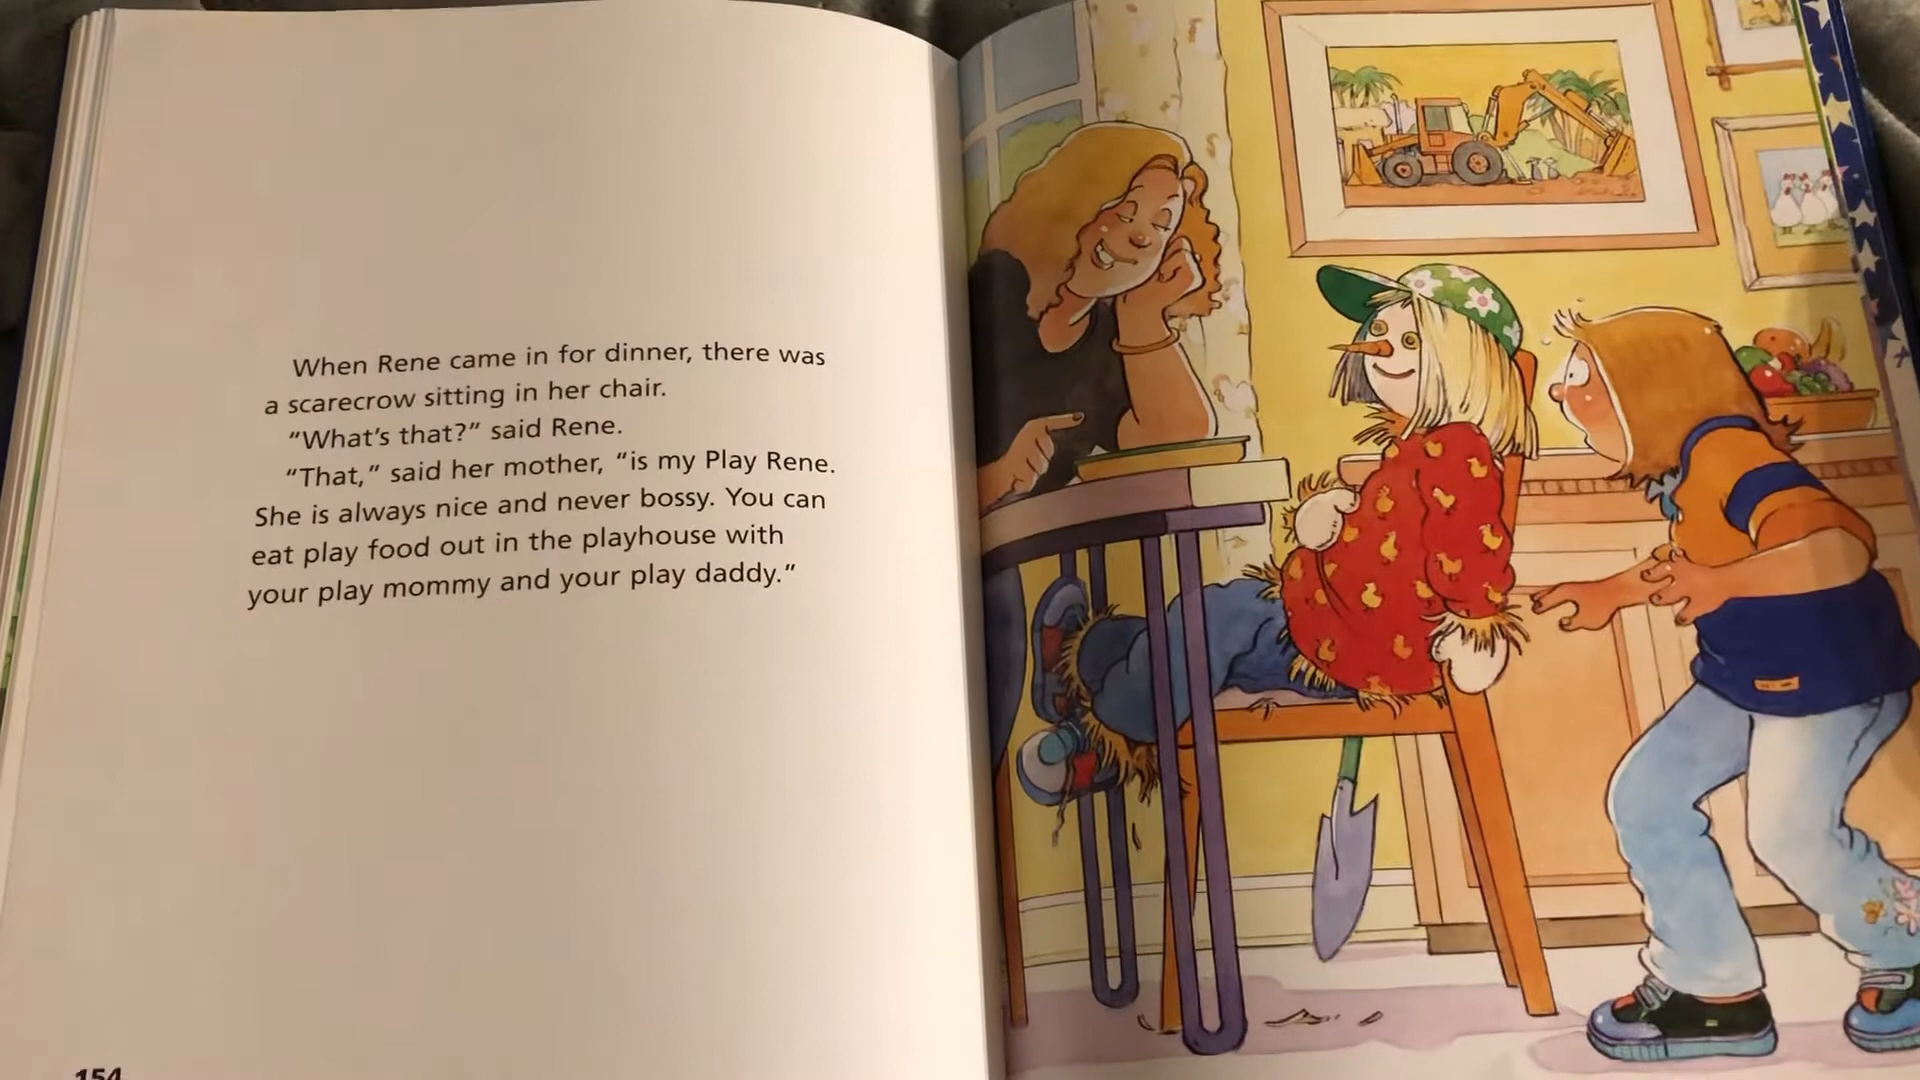 When Rene came in for dinner, there was
a scarecrow sitting in her chair.
“What’s that?” said Rene.
“That,” said her mother, “is my Play Rene.
She is always nice and never bossy. You can
eat play food out in the playhouse with
your play mommy and your play daddy.”
154